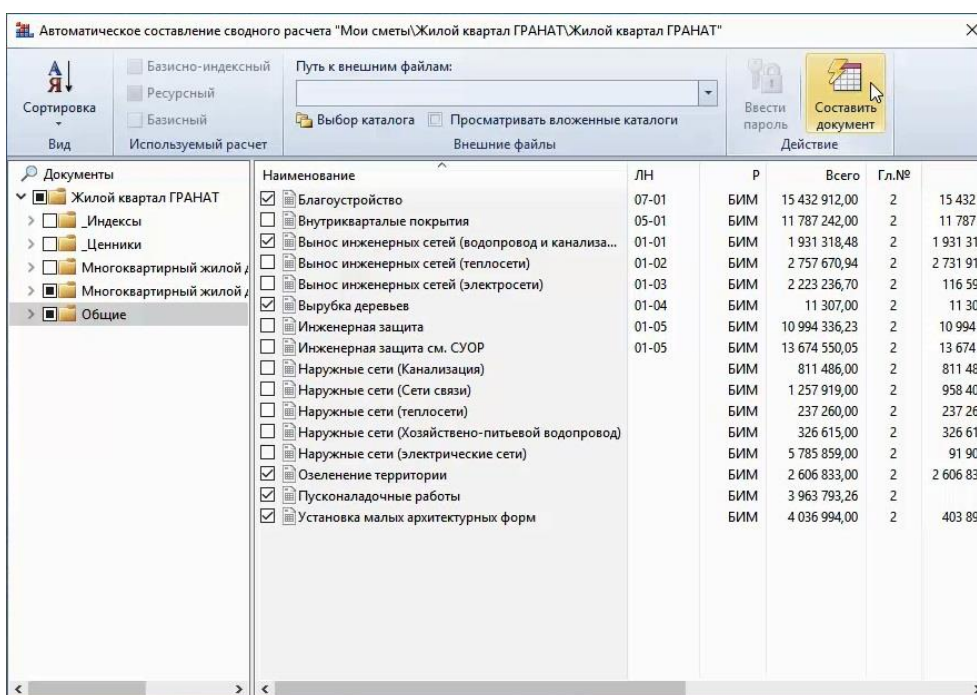 Автоматическое составление сводного расчета "Мои сметы\Жилой квартал ГРАНАТ\Жилой квартал ГРАНАТ"
Сортировка
Вид
Базисно-индексный
Ресурсный
Базисный
Используемый расчет
Путь к внешним файлам:
Выбор каталога Просматривать вложенные каталоги
Внешние файлы
Ввести пароль
Составить документ
Действие
Документы
Жилой квартал ГРАНАТ
_Индексы
_Ценники
Многоквартирный жилой
Многоквартирный жилой
Общие
Наименование ЛН Р Всего Гл.№
Благоустройство 07-01 БИМ 15 432 912,00 2 15 432
Внутрикварталые покрытия 05-01 БИМ 11 787 242,00 2 11 787
Вынос инженерных сетей (водопровод и канализа... 01-01 БИМ 1 931 318,48 2 1 931 31
Вынос инженерных сетей (теплосети) 01-02 БИМ 2 757 670,94 2 2 731 91
Вынос инженерных сетей (электросети) 01-03 БИМ 2 223 236,70 2 116 59
Вырубка деревьев 01-04 БИМ 11 307,00 2 11 30
Инженерная защита 01-05 БИМ 10 994 336,23 2 10 994
Инженерная защита см. СУОР 01-05 БИМ 13 674 550,05 2 13 674
Наружные сети (Канализация) БИМ 811 486,00 2 811 48
Наружные сети (Сети связи) БИМ 1 257 919,00 2 958 40
Наружные сети (теплосети) БИМ 237 260,00 2 237 26
Наружные сети (Хозяйствено-питьевой водопровод) БИМ 326 615,00 2 326 61
Наружные сети (электрические сети) БИМ 5 785 859,00 2 91 90
Озеленение территории БИМ 2 606 833,00 2 2 606 83
Пусконаладочные работы БИМ 3 963 793,26 2
Установка малых архитектурных форм БИМ 4 036 994,00 2 403 89